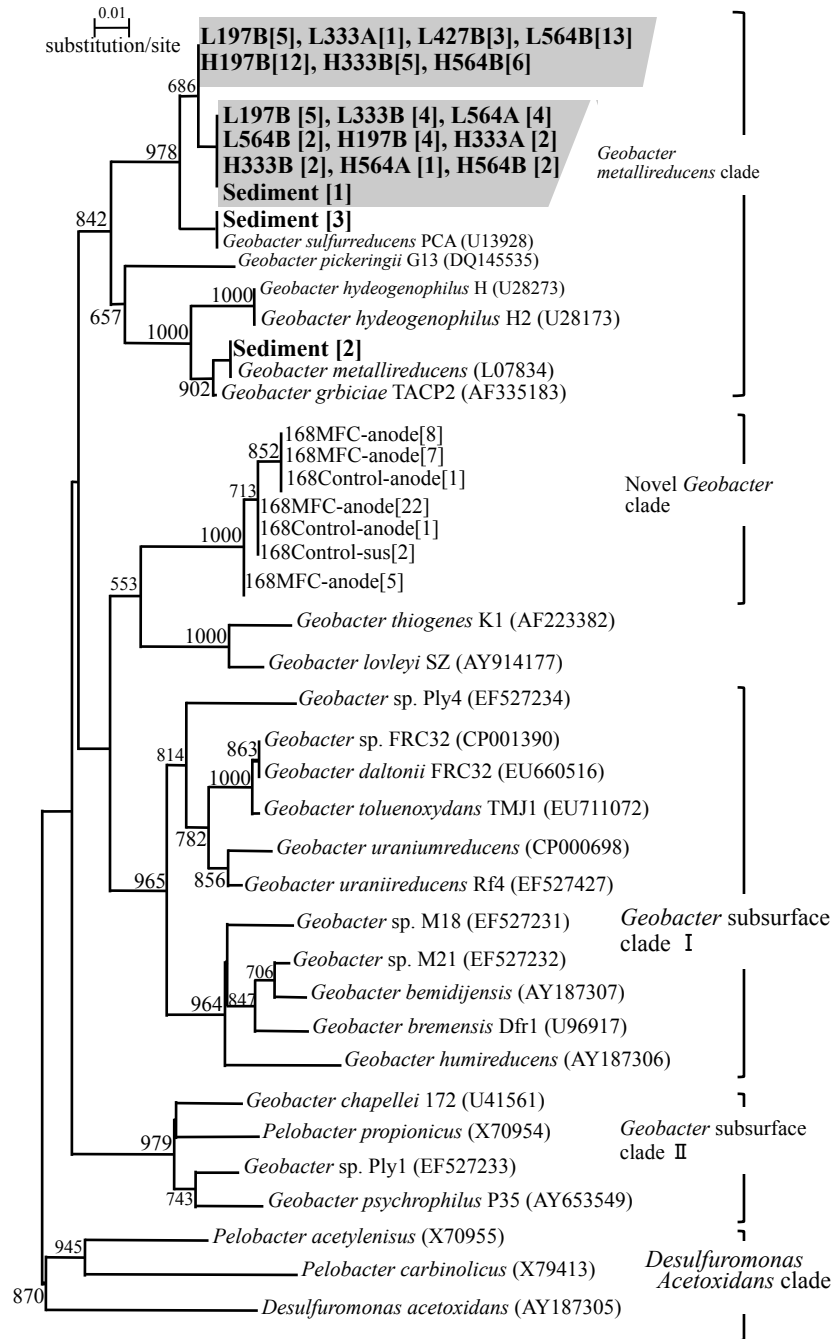 0.01
substitution/site
L197B[5], L333A[1], L427B[3], L564B[13]
H197B[12], H333B[5], H564B[6]
686
L197B [5], L333B [4], L564A [4]
L564B [2], H197B [4], H333A [2]
H333B [2], H564A [1], H564B [2]
Sediment [1]
978
Geobacter
metallireducens clade
842
Sediment [3]
Geobacter sulfurreducens PCA (U13928)
Geobacter pickeringii G13 (DQ145535)
657
1000
Geobacter hydeogenophilus H (U28273)
Geobacter hydeogenophilus H2 (U28173)
1000
Sediment [2]
Geobacter metallireducens (L07834)
902
Geobacter grbiciae TACP2 (AF335183)
168MFC-anode[8]
852
168MFC-anode[7]
168Control-anode[1]
713
168MFC-anode[22]
168Control-anode[1]
1000
168Control-sus[2]
168MFC-anode[5]
Novel Geobacter
clade
553
Geobacter thiogenes K1 (AF223382)
1000
Geobacter lovleyi SZ (AY914177)
Geobacter sp. Ply4 (EF527234)
814
863
Geobacter sp. FRC32 (CP001390)
1000
Geobacter daltonii FRC32 (EU660516)
Geobacter toluenoxydans TMJ1 (EU711072)
782
Geobacter uraniumreducens (CP000698)
856
Geobacter uraniireducens Rf4 (EF527427)
965
Geobacter sp. M18 (EF527231)
Geobacter subsurface
clade Ⅰ
706
Geobacter sp. M21 (EF527232)
964
847
Geobacter bemidijensis (AY187307)
Geobacter bremensis Dfr1 (U96917)
Geobacter humireducens (AY187306)
Geobacter chapellei 172 (U41561)
979
Pelobacter propionicus (X70954)
Geobacter subsurface
clade Ⅱ
Geobacter sp. Ply1 (EF527233)
743
Geobacter psychrophilus P35 (AY653549)
945
Pelobacter acetylenisus (X70955)
Pelobacter carbinolicus (X79413)
Desulfuromonas
Acetoxidans clade
870
Desulfuromonas acetoxidans (AY187305)